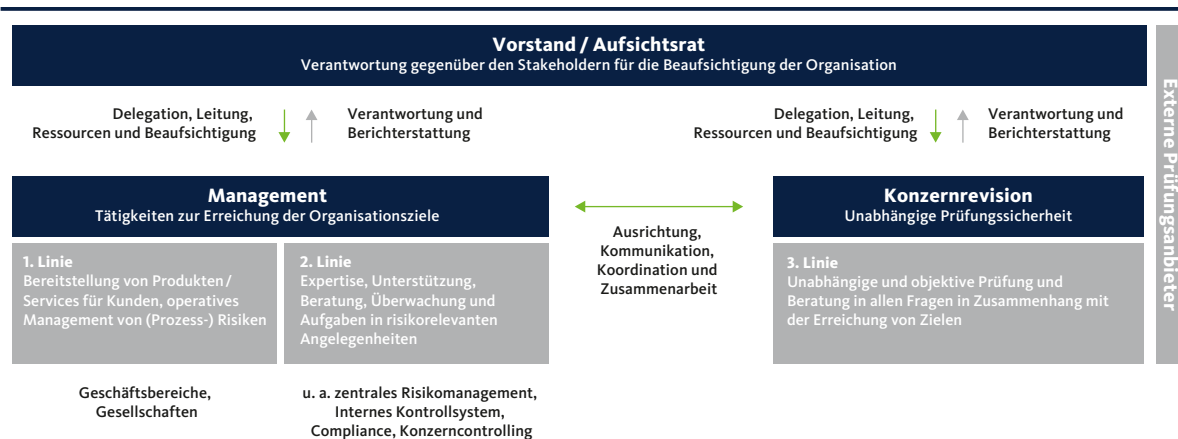 Vorstand / Aufsichtsrat
Verantwortung gegenüber den Stakeholdern für die Beaufsichtigung der Organisation
Delegation, Leitung,
Ressourcen und Beaufsichtigung
Verantwortung und
Berichterstattung
Delegation, Leitung,
Ressourcen und Beaufsichtigung
Verantwortung und
Berichterstattung
Management
Tätigkeiten zur Erreichung der Organisationsziele
Ausrichtung,
Kommunikation,
Koordination und
Zusammenarbeit
Konzernrevision
Unabhängige Prüfungssicherheit
1. Linie
Bereitstellung von Produkten /
Services für Kunden, operatives
Management von (Prozess-) Risiken
2. Linie
Expertise, Unterstützung,
Beratung, Überwachung und
Aufgaben in risikorelevanten
Angelegenheiten
3. Linie
Unabhängige und objektive Prüfung und
Beratung in allen Fragen in Zusammenhang mit
der Erreichung von Zielen
Geschäftsbereiche,
Gesellschaften
u. a. zentrales Risikomanagement,
Internes Kontrollsystem,
Compliance, Konzerncontrolling
Externe Prüfungsanbieter